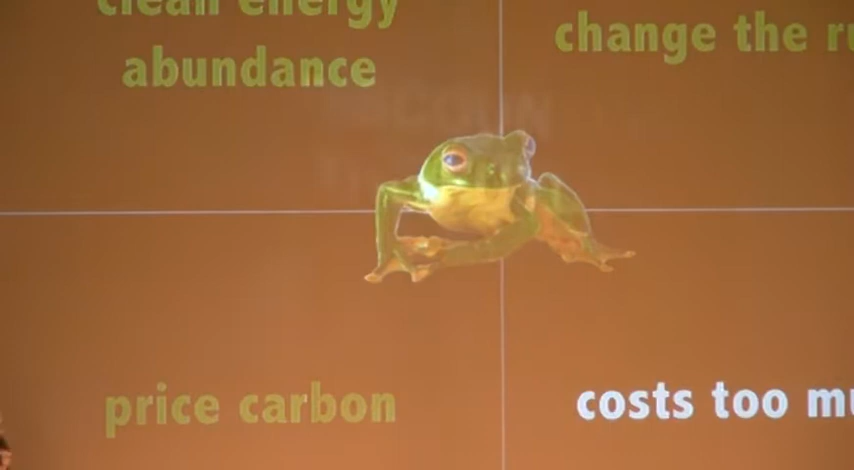 clean energy
abundance
change the
price carbon
costs too